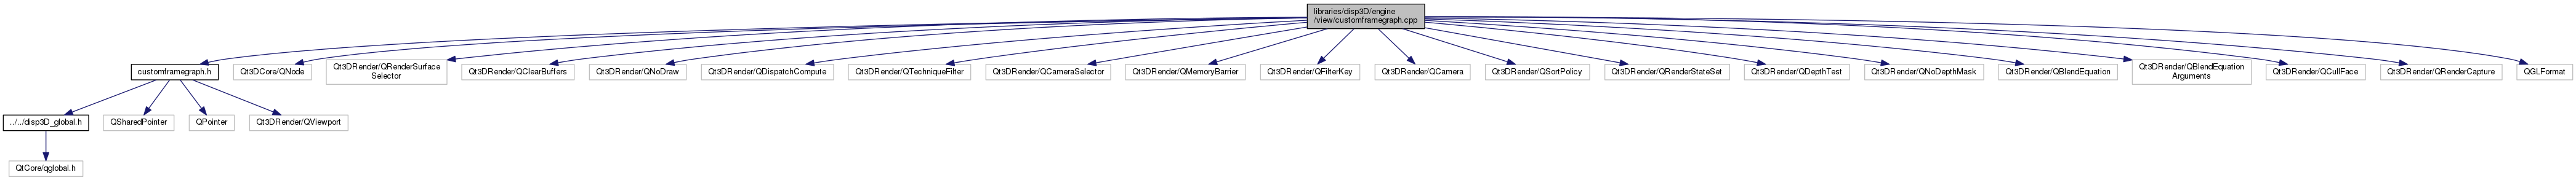 libraries/disp3D/engine
/view/customframegraph.cpp
customframegraph.h
Qt3DCore/QNode
Qt3DRender/QRenderSurface
Selector
Qt3DRender/QClearBuffers
Qt3DRender/QNoDraw
Qt3DRender/QDispatchCompute
Qt3DRender/QTechniqueFilter
Qt3DRender/QCameraSelector
Qt3DRender/QMemoryBarrier
Qt3DRender/QFilterKey
Qt3DRender/QCamera
Qt3DRender/QSortPolicy
Qt3DRender/QRenderStateSet
Qt3DRender/QDepthTest
Qt3DRender/QNoDepthMask
Qt3DRender/QBlendEquation
Qt3DRender/QBlendEquation
Arguments
Qt3DRender/QCullFace
Qt3DRender/QRenderCapture
QGLFormat
../../disp3D_global.h
QSharedPointer
QPointer
Qt3DRender/QViewport
QtCore/qglobal.h